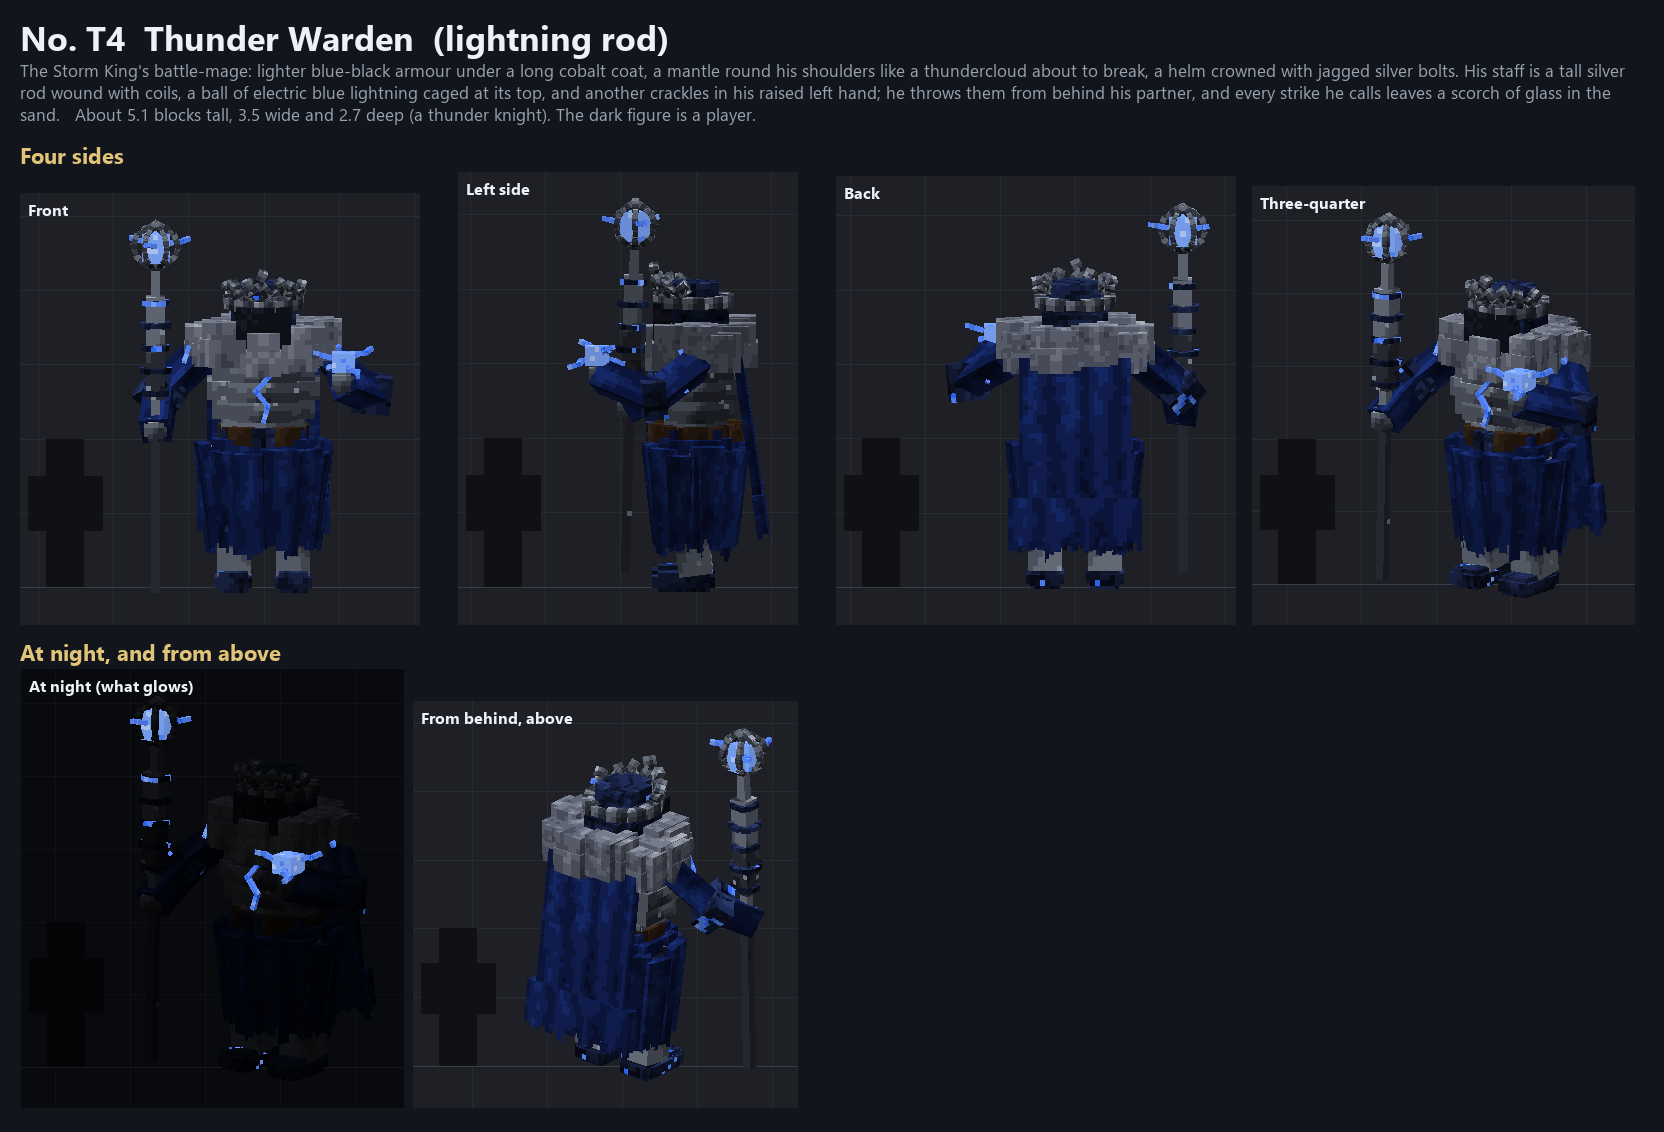 No. T4  Thunder Warden  (lightning rod)
The Storm King's battle-mage: lighter blue-black armour under a long cobalt coat, a mantle round his shoulders like a thundercloud about to break, a helm crowned with jagged silver bolts. His staff is a tall silver
rod wound with coils, a ball of electric blue lightning caged at its top, and another crackles in his raised left hand; he throws them from behind his partner, and every strike he calls leaves a scorch of glass in the
sand.   About 5.1 blocks tall, 3.5 wide and 2.7 deep (a thunder knight). The dark figure is a player.
Four sides
Front
Left side
Back
Three-quarter
At night, and from above
At night (what glows)
From behind, above